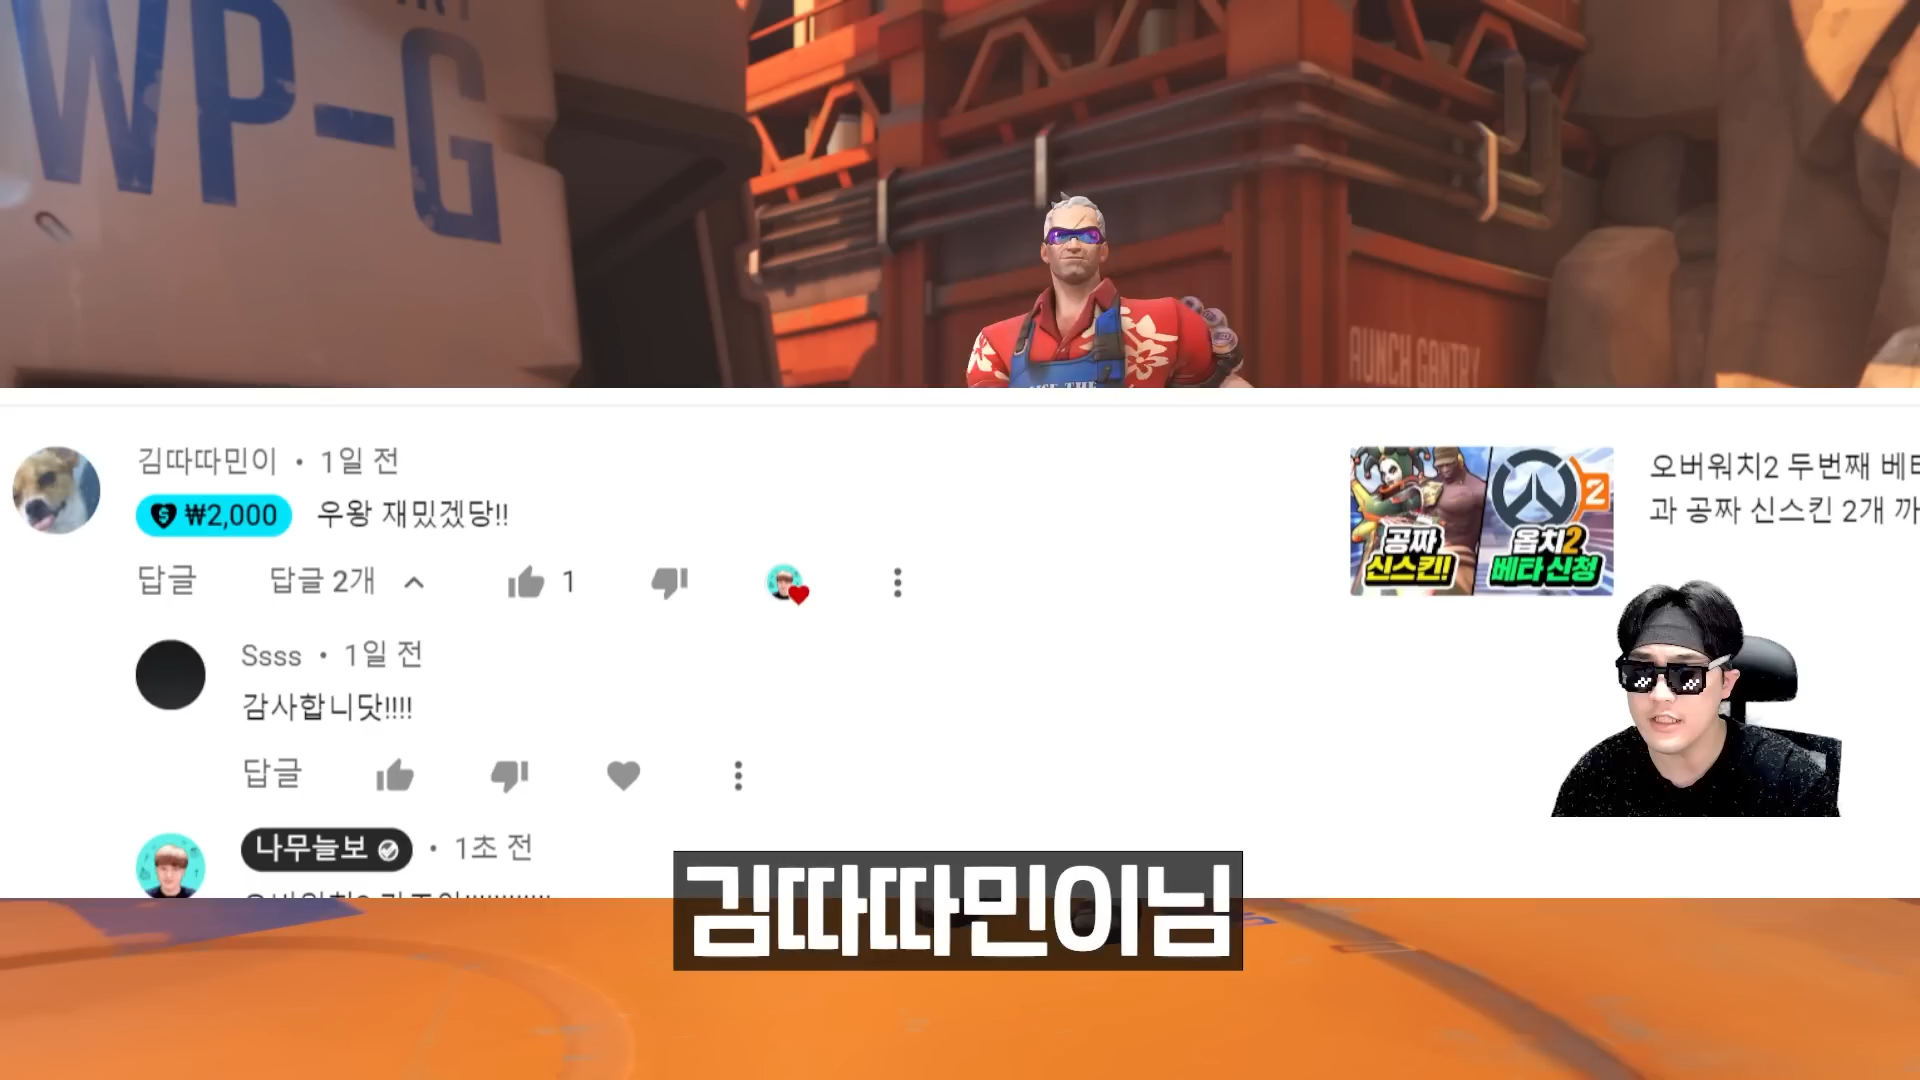 WP-G
AUNCH GANTRY
김따따민이 • 1일 전
₩2,000 우왕 재밌겠당!!
답글 답글 2개 1
Ssss • 1일 전
감사합니닷!!!!
답글
나무늘보 • 1초 전
오버워치2 두번째 베
과 공짜 신스킨 2개 까
공짜
신스킨!
2
옵치2
베타 신청
김따따민이님